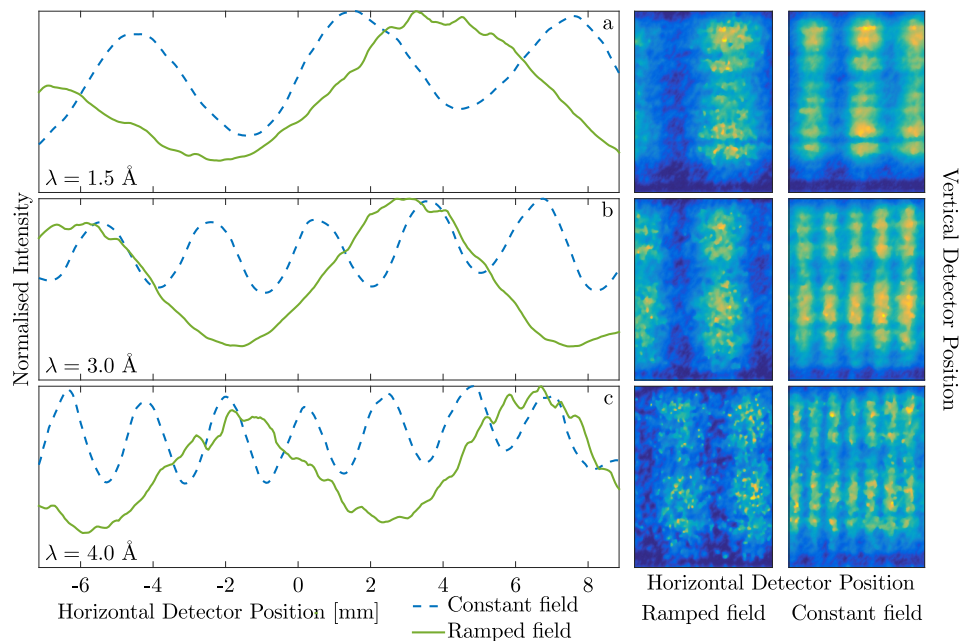 a
λ = 1.5 Å
b
λ = 3.0 Å
c
λ = 4.0 Å
Normalised Intensity
-6 -4 -2 0 2 4 6 8
Horizontal Detector Position [mm]
Constant field
Ramped field
Vertical Detector Position
Horizontal Detector Position
Ramped field Constant field